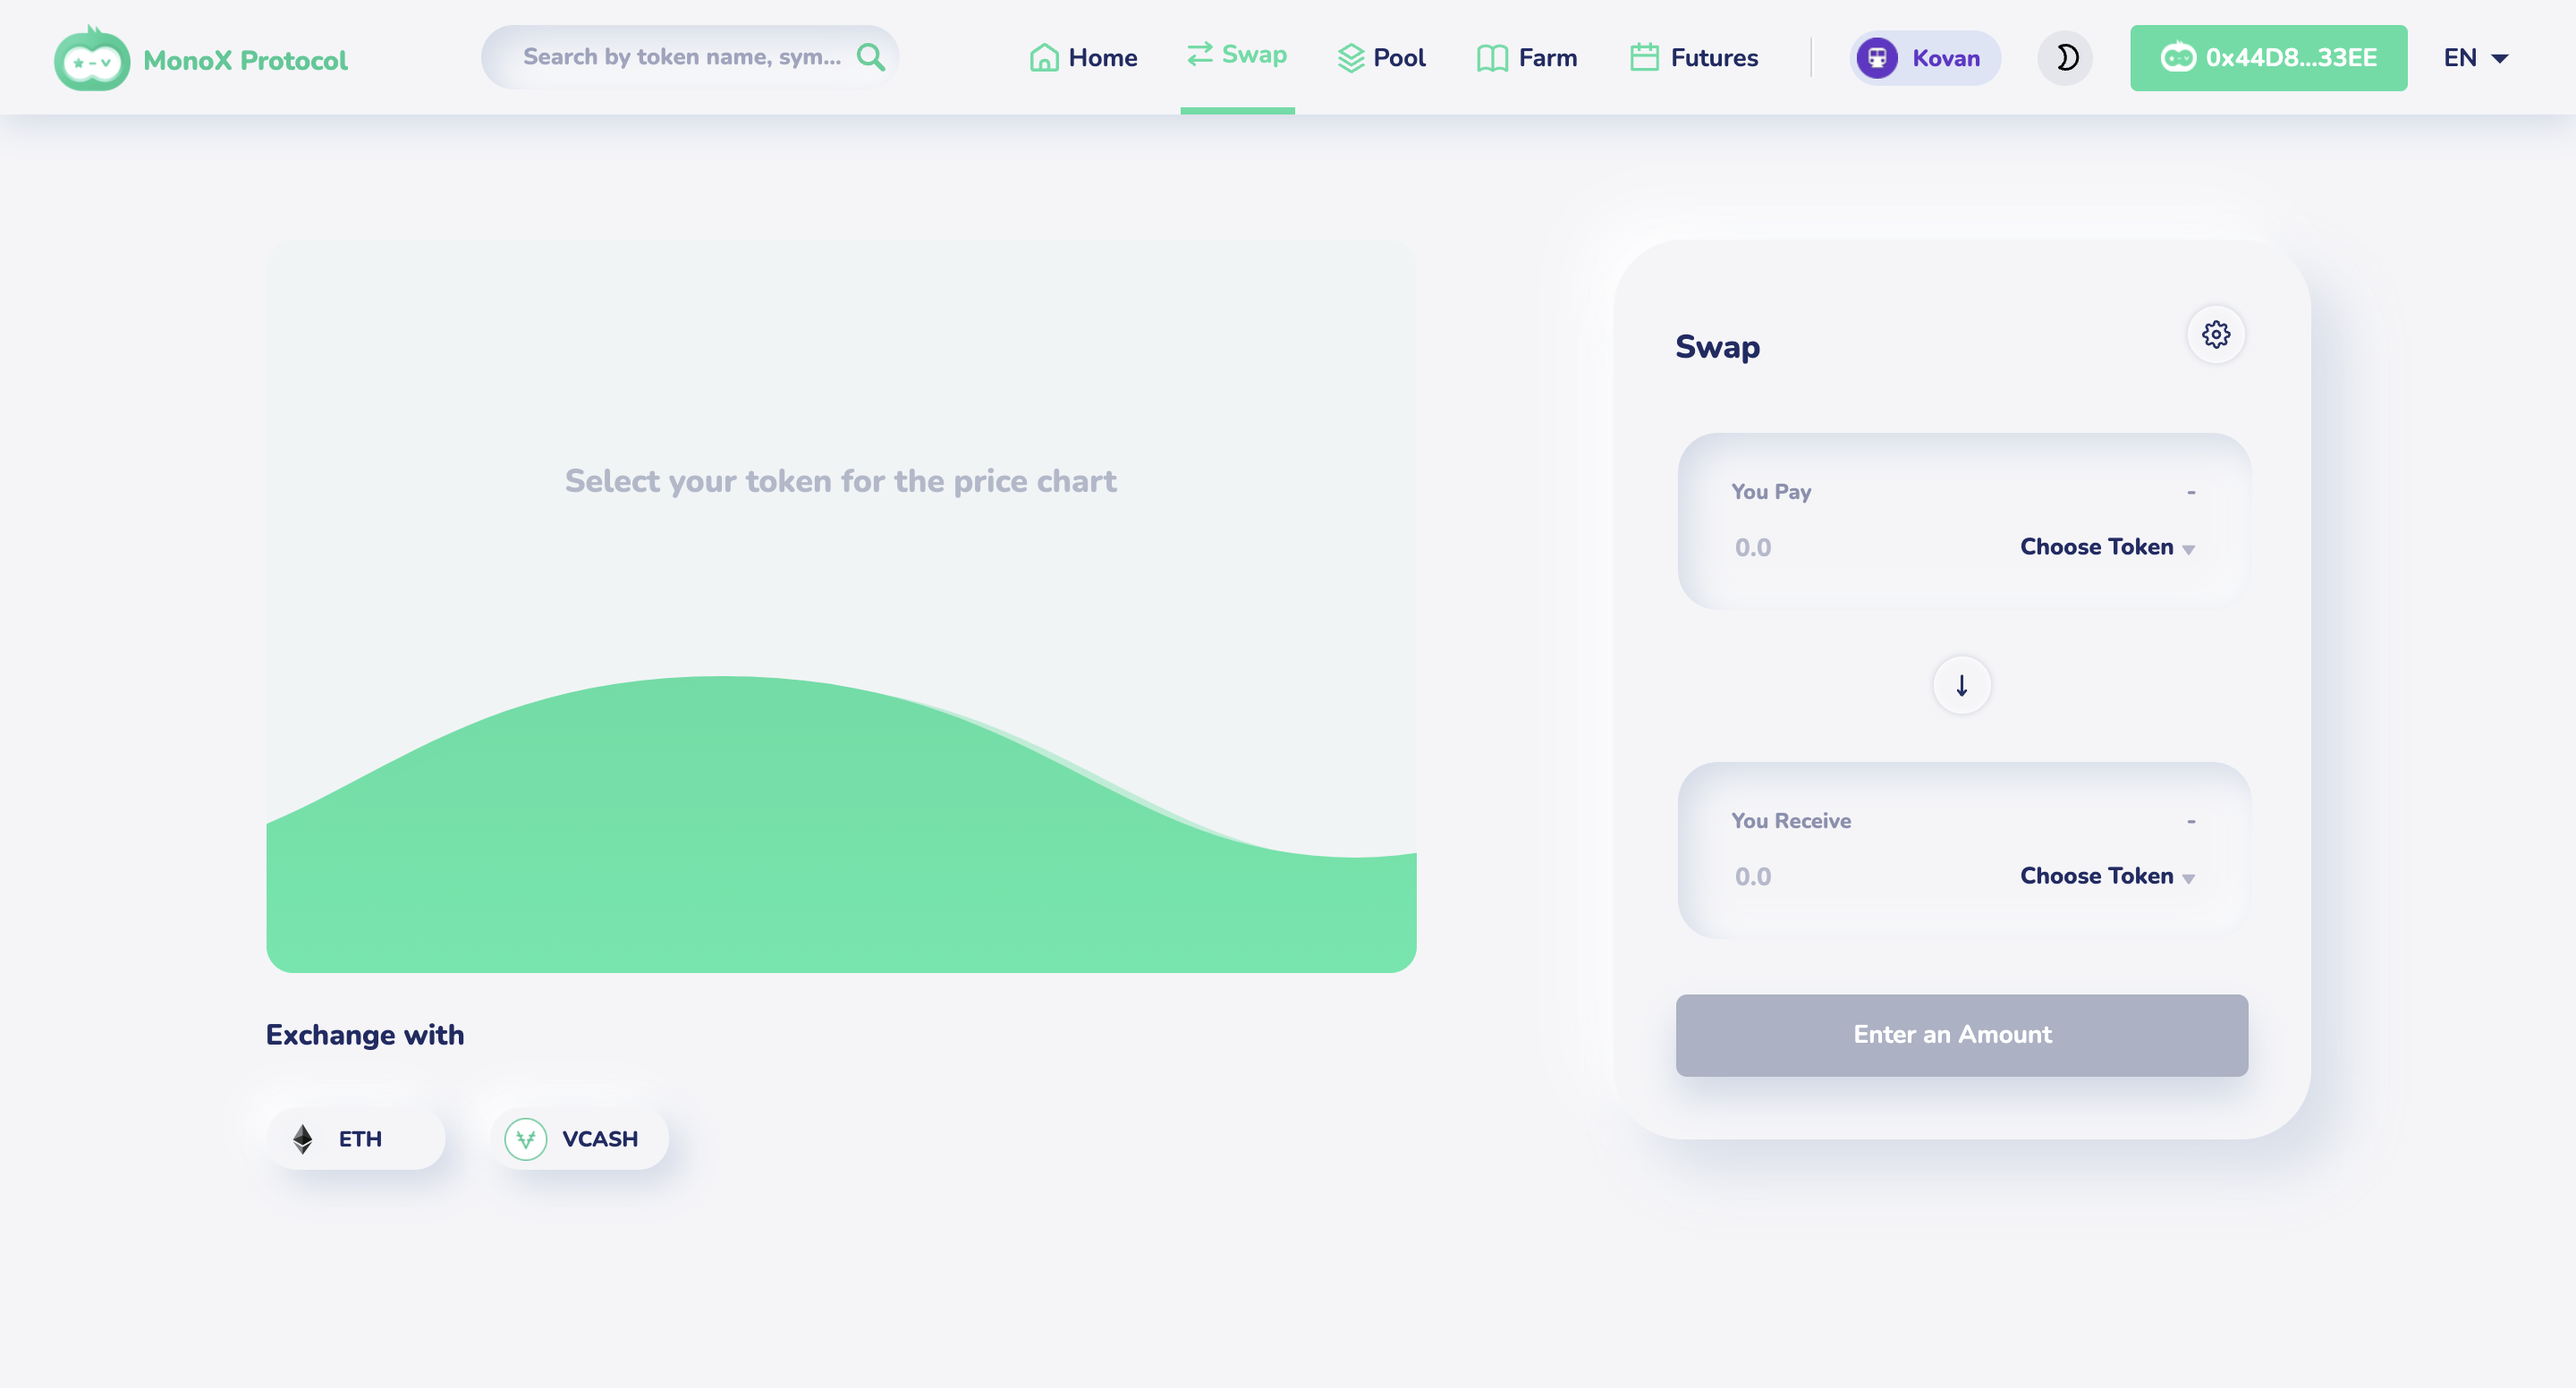 MonoX Protocol
Search by token name, sym...
Home
Swap
Pool
Farm
Futures
Kovan
0x44D8...33EE
EN
Select your token for the price chart
Swap
You Pay
-
0.0
Choose Token
You Receive
-
0.0
Choose Token
Enter an Amount
Exchange with
ETH
VCASH